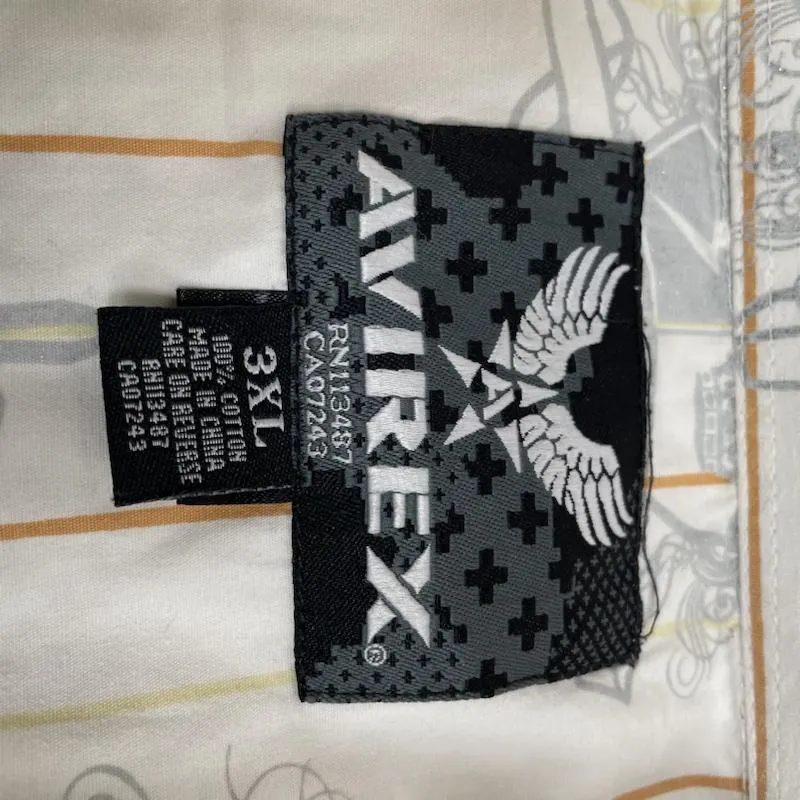 AVIREX®
RN113487
CA07243
3XL
100% COTTON
MADE IN CHINA
CARE ON REVERSE
RN113487
CA07243